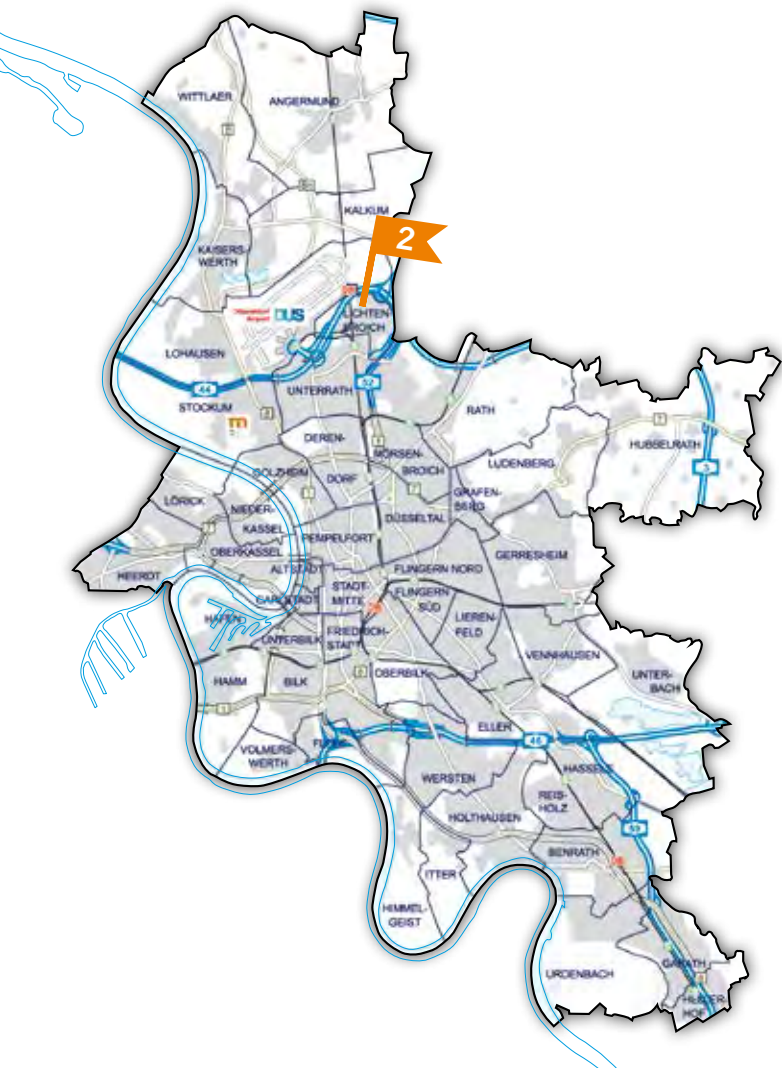 WITTLAER
ANGERMUND
KALKUM
2
KAISERS-
WERTH
Düsseldorf
Airport
DUS
LICHTEN-
BROICH
LOHAUSEN
44
52
STOCKUM
UNTERRATH
m
RATH
DEREN-
DORF
MÖRSEN-
BROICH
HUBBELRATH
3
LUDENBERG
GOLZHEIM
GRAFEN-
BERG
LÖRICK
NIEDER-
KASSEL
DÜSSELTAL
PEMPELFORT
OBERKASSEL
GERRESHEIM
HEERDT
ALTSTADT
FLINGERN NORD
STADT-
MITTE
FLINGERN
SÜD
CARLSTADT
HAFEN
LIEREN-
FELD
UNTERBILK
FRIEDRICH-
STADT
VENNHAUSEN
UNTER-
BACH
HAMM
BILK
OBERBILK
ELLER
46
VOLMERS-
WERTH
HASSELS
WERSTEN
REIS-
HOLZ
HOLTHAUSEN
59
BENRATH
ITTER
HIMMEL-
GEIST
URDENBACH
GARATH
HELLER-
HOF